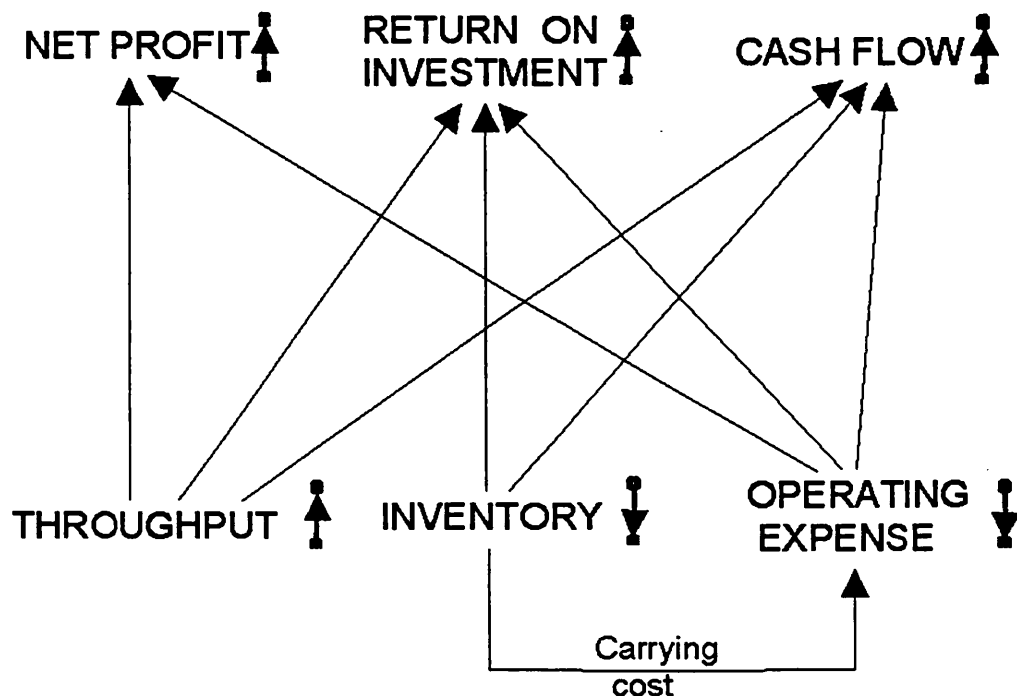 NET PROFIT
RETURN ON
INVESTMENT
CASH FLOW
THROUGHPUT
INVENTORY
OPERATING
EXPENSE
Carrying
cost